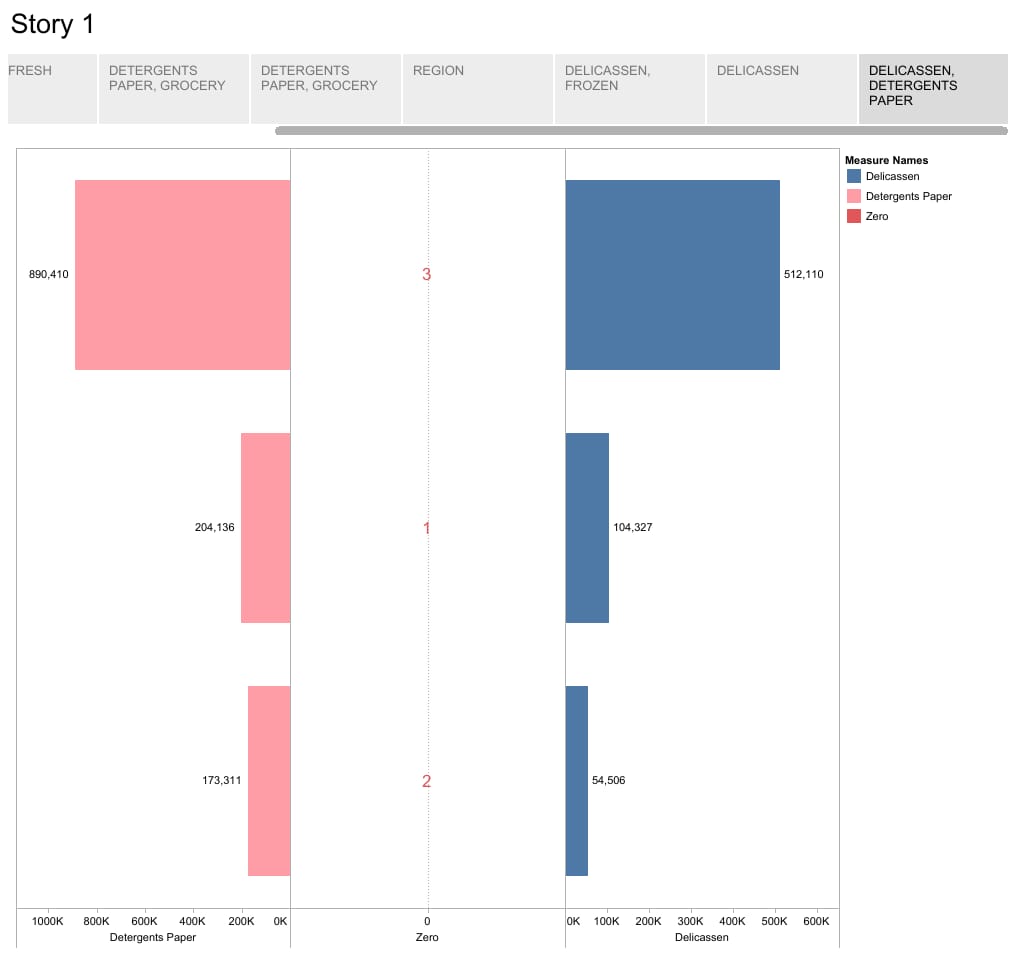 Story 1
FRESH
DETERGENTS
PAPER, GROCERY
DETERGENTS
PAPER, GROCERY
REGION
DELICASSEN,
FROZEN
DELICASSEN
DELICASSEN,
DETERGENTS
PAPER
Measure Names
Delicassen
Detergents Paper
Zero
890,410
3
512,110
204,136
1
104,327
173,311
2
54,506
1000K 800K 600K 400K 200K 0K
Detergents Paper
0
Zero
0K 100K 200K 300K 400K 500K 600K
Delicassen